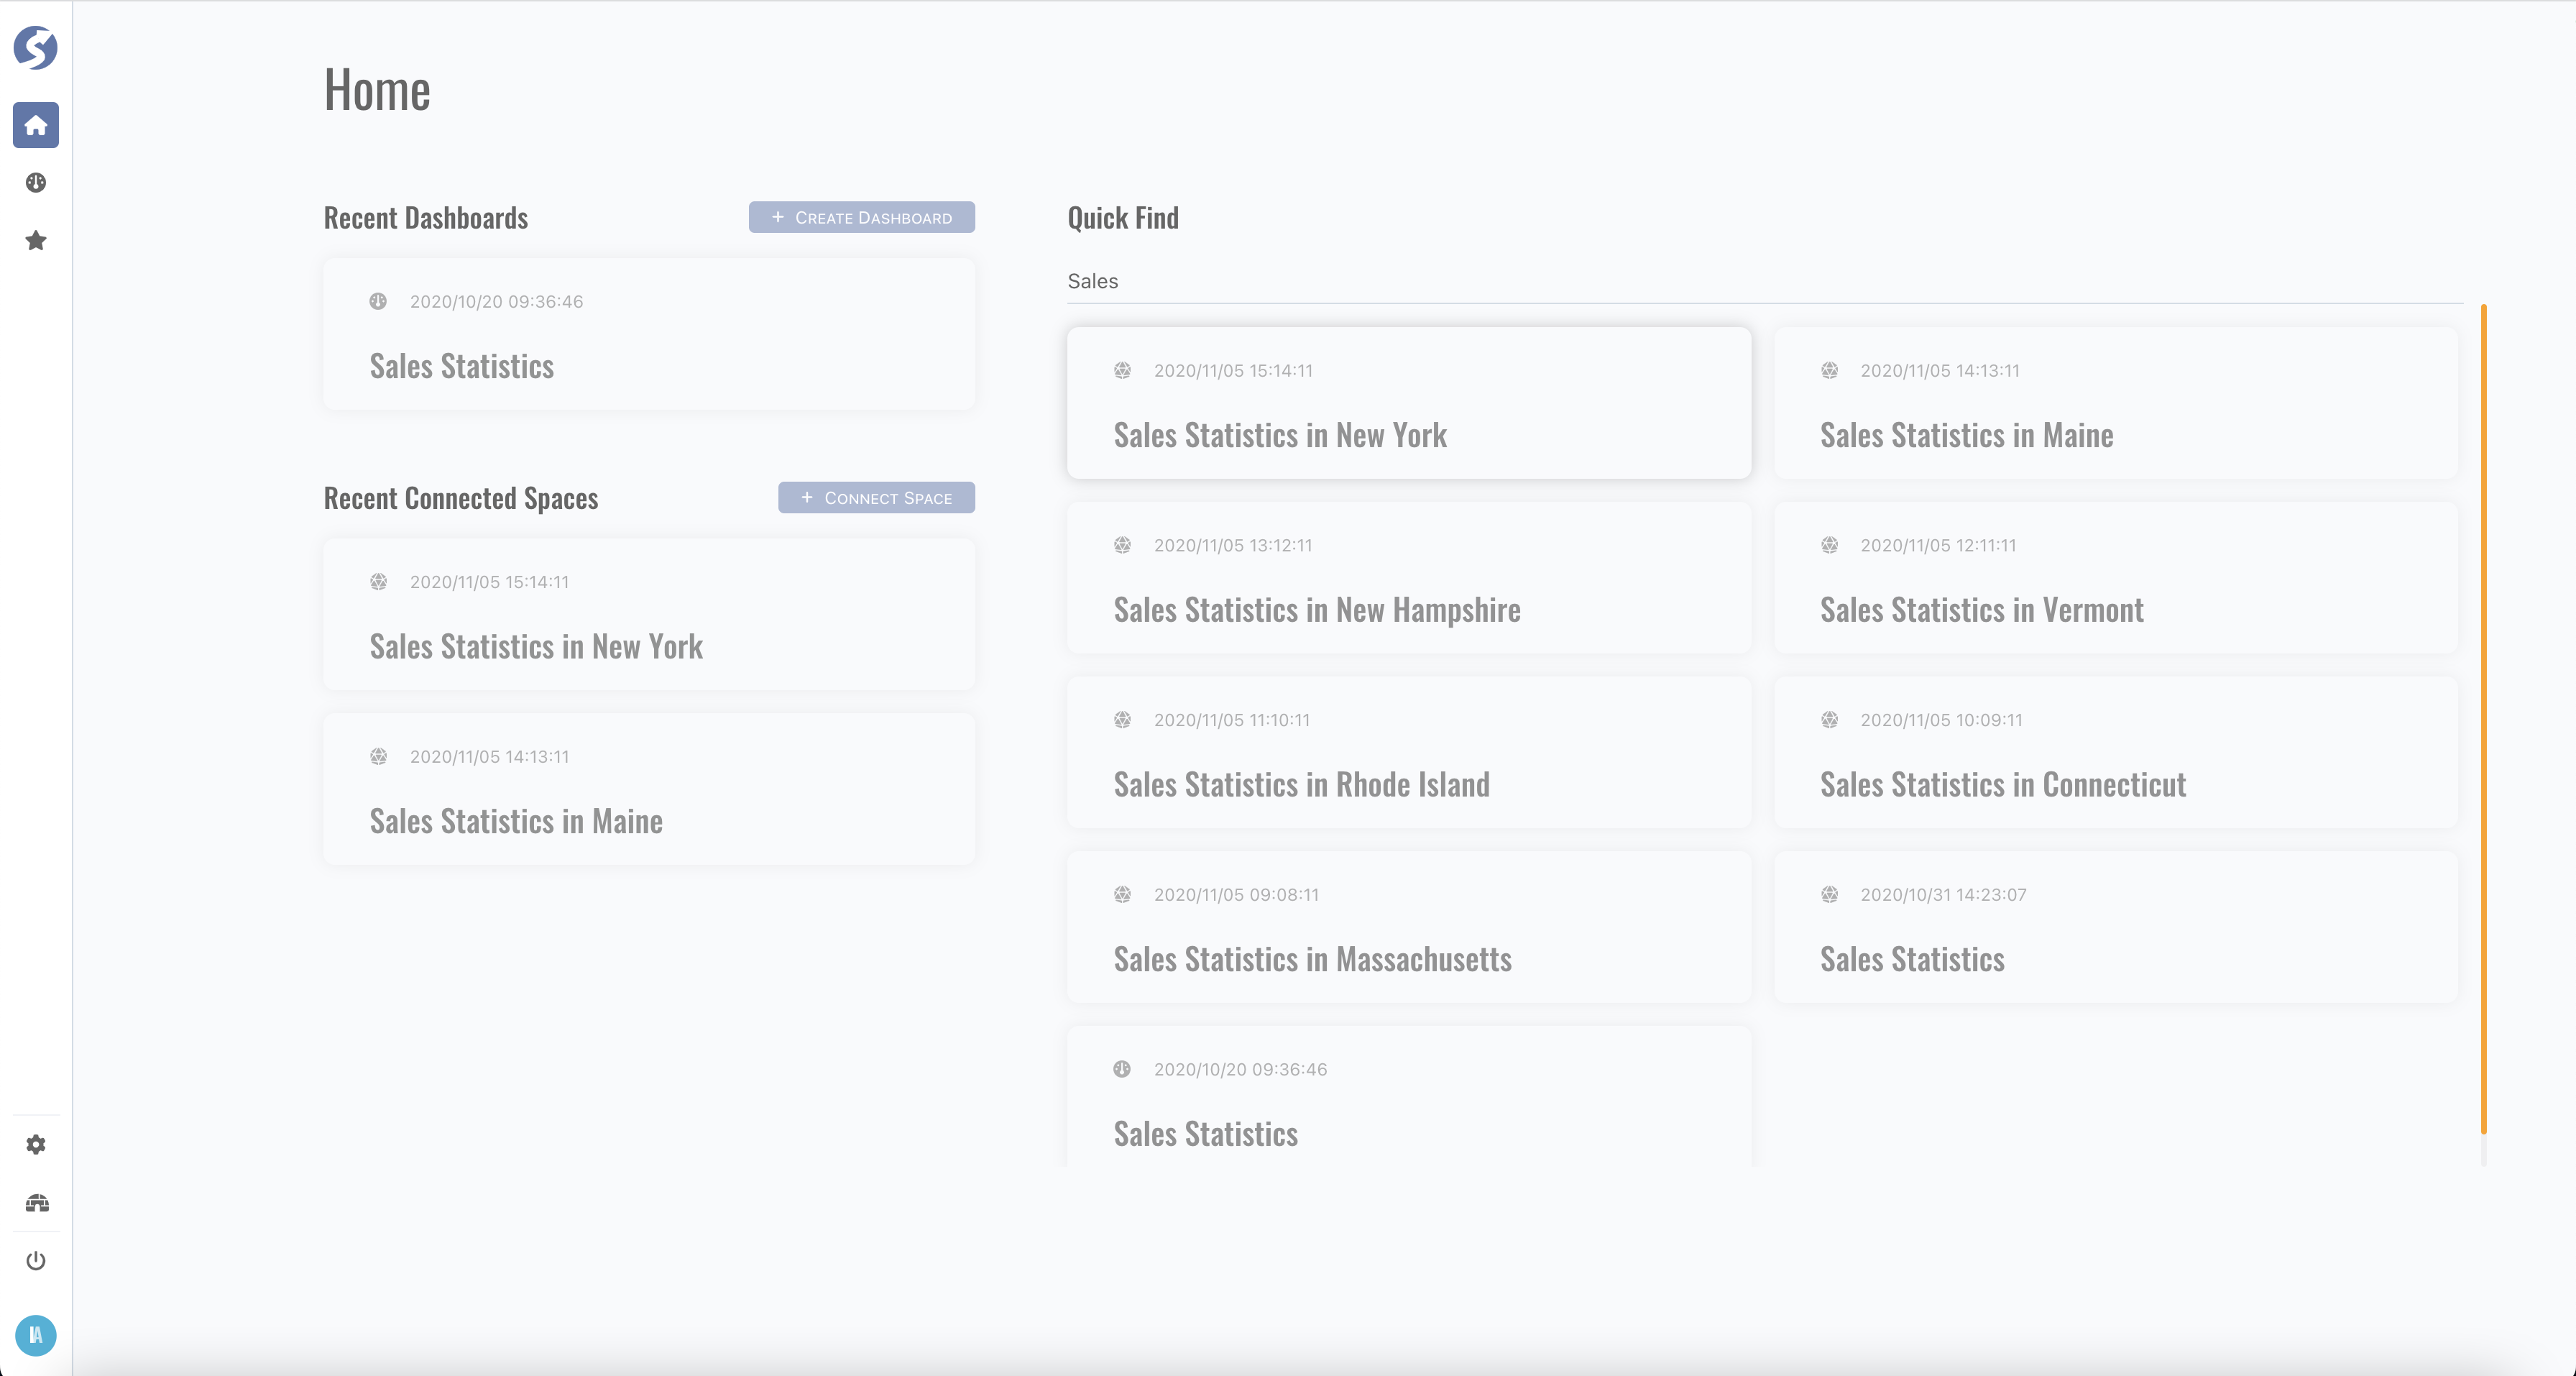 Home
Recent Dashboards
+ CREATE DASHBOARD
2020/10/20 09:36:46
Sales Statistics
Recent Connected Spaces
+ CONNECT SPACE
2020/11/05 15:14:11
Sales Statistics in New York
2020/11/05 14:13:11
Sales Statistics in Maine
Quick Find
Sales
2020/11/05 15:14:11
Sales Statistics in New York
2020/11/05 14:13:11
Sales Statistics in Maine
2020/11/05 13:12:11
Sales Statistics in New Hampshire
2020/11/05 12:11:11
Sales Statistics in Vermont
2020/11/05 11:10:11
Sales Statistics in Rhode Island
2020/11/05 10:09:11
Sales Statistics in Connecticut
2020/11/05 09:08:11
Sales Statistics in Massachusetts
2020/10/31 14:23:07
Sales Statistics
2020/10/20 09:36:46
Sales Statistics
IA